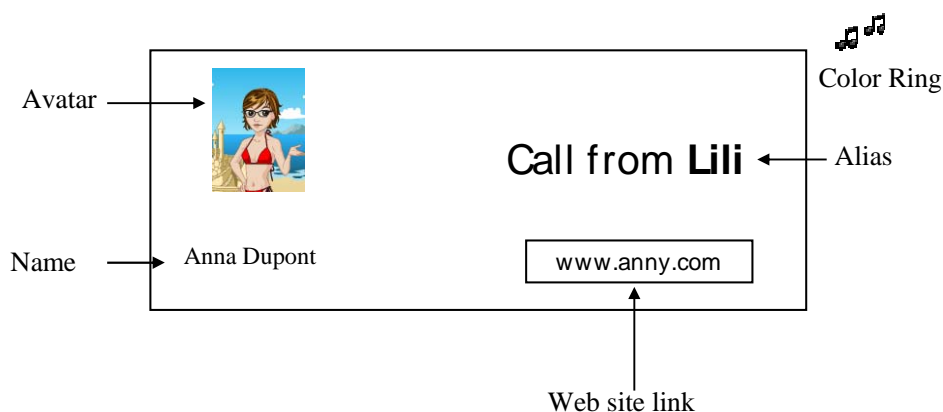 Color Ring
Avatar
Call from Lili
Alias
Name
Anna Dupont
www.anny.com
Web site link